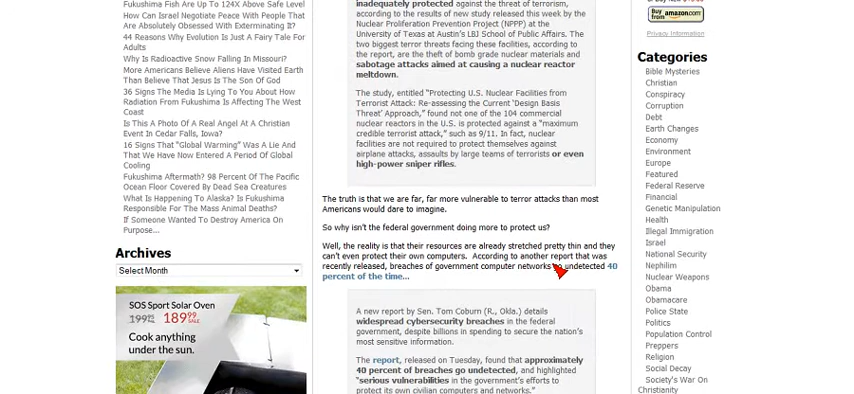 Fukushima Fish Are Up To 124X Above Safe Level
How Can Israel Negotiate Peace With People That
Are Absolutely Obsessed With Exterminating It?
44 Reasons Why Evolution Is Just A Fairy Tale For
Adults
Why Is Radioactive Snow Falling In Missouri?
More Americans Believe Aliens Have Visited Earth
Than Believe That Jesus Is The Son Of God
36 Signs The Media Is Lying To You About How
Radiation From Fukushima Is Affecting The West
Coast
Is This A Photo Of A Real Angel At A Christian
Event In Cedar Falls, Iowa?
16 Signs That "Global Warming" Was A Lie And
That We Have Now Entered A Period Of Global
Cooling
Fukushima Aftermath? 98 Percent Of The Pacific
Ocean Floor Covered By Dead Sea Creatures
What Is Happening To Alaska? Is Fukushima
Responsible For The Mass Animal Deaths?
If Someone Wanted To Destroy America On
Purpose...
Archives
Select Month
SOS Sport Solar Oven
189
SALE
Cook anything
under the sun.
inadequately protected against the threat of terrorism,
according to the results of new study released this week by the
Nuclear Proliferation Prevention Project (NPPP) at the
University of Texas at Austin's LBJ School of Public Affairs. The
two biggest terror threats facing these facilities, according to
the report, are the theft of bomb grade nuclear materials and
sabotage attacks aimed at causing a nuclear reactor
meltdown.
The study, entitled "Protecting U.S. Nuclear Facilities from
Terrorist Attack: Re-assessing the Current 'Design Basis
Threat' Approach," found not one of the 104 commercial
nuclear reactors in the U.S. is protected against a "maximum
credible terrorist attack," such as 9/11. In fact, nuclear
facilities are not required to protect themselves against
airplane attacks, assaults by large teams of terrorists or even
high-power sniper rifles.
The truth is that we are far, far more vulnerable to terror attacks than most
Americans would dare to imagine.
So why isn't the federal government doing more to protect us?
Well, the reality is that their resources are already stretched pretty thin and they
can't even protect their own computers. According to another report that was
recently released, breaches of government computer networks go undetected 40
percent of the time...
A new report by Sen. Tom Coburn (R., Okla.) details
widespread cybersecurity breaches in the federal
government, despite billions in spending to secure the nation's
most sensitive information.
The report, released on Tuesday, found that approximately
40 percent of breaches go undetected, and highlighted
"serious vulnerabilities in the government's efforts to
protect its own civilian computers and networks."
Buy
from amazon.com
Privacy Information
Categories
Bible Mysteries
Christian
Conspiracy
Corruption
Debt
Earth Changes
Economy
Environment
Europe
Featured
Federal Reserve
Financial
Genetic Manipulation
Health
Illegal Immigration
Israel
National Security
Nephilim
Nuclear Weapons
Obama
Obamacare
Police State
Politics
Population Control
Preppers
Religion
Social Decay
Society's War On
Christianity